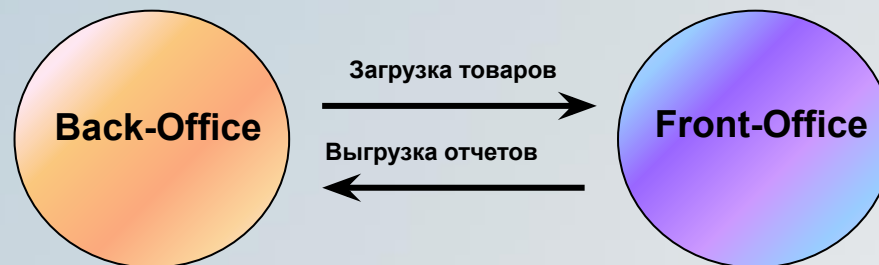 Back-Office
Загрузка товаров
Выгрузка отчетов
Front-Office